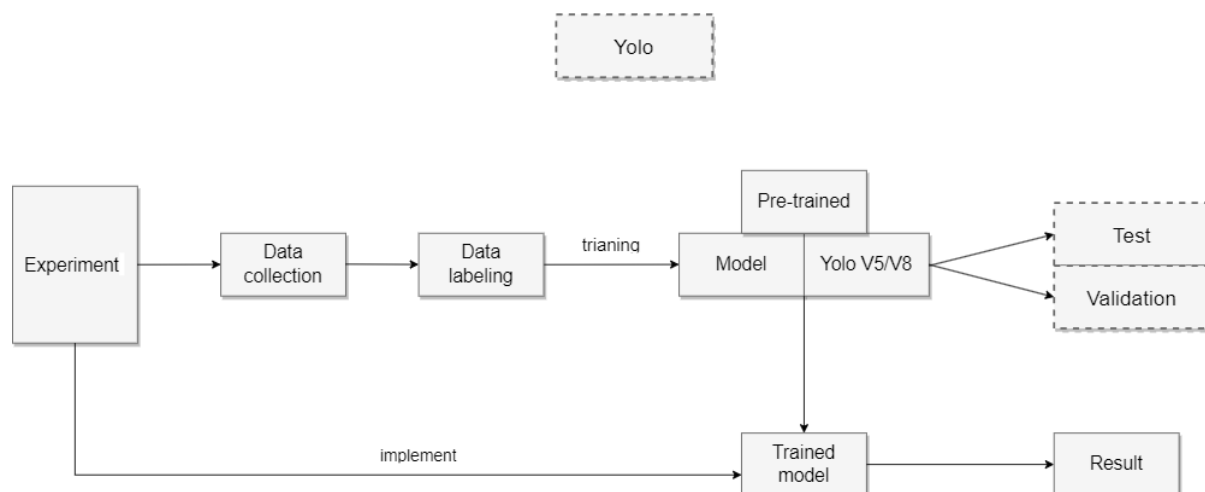 Yolo
Pre-trained
Experiment
Data
collection
Data
labeling
trianing
Model
Yolo V5/V8
Test
Validation
implement
Trained
model
Result